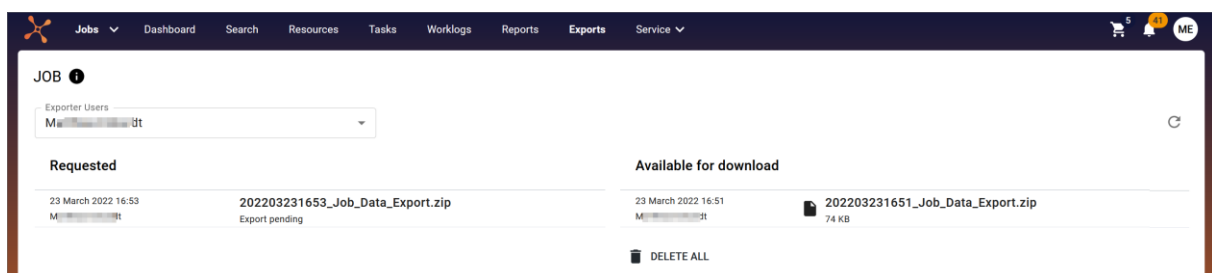 Jobs Dashboard Search Resources Tasks Worklogs Reports Exports Service 5 41 ME
JOB
Exporter Users
Requested
Available for download
23 March 2022 16:53
202203231653_Job_Data_Export.zip
Export pending
23 March 2022 16:51
202203231651_Job_Data_Export.zip
74 KB
DELETE ALL